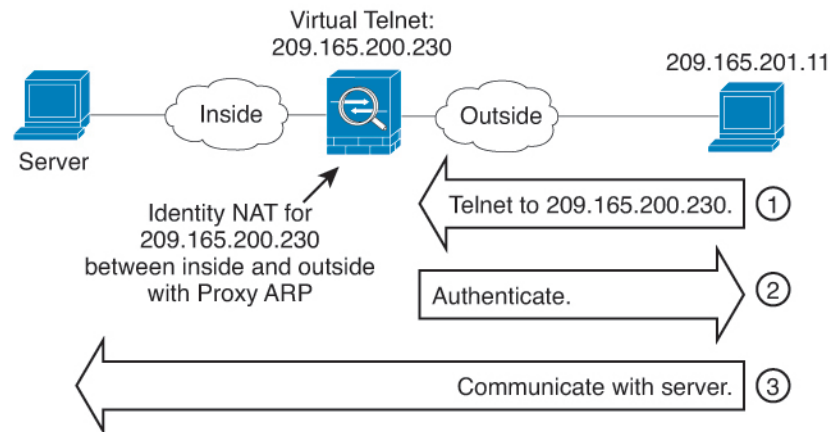 Virtual Telnet:
209.165.200.230
209.165.201.11
Inside
Outside
Server
Identity NAT for
209.165.200.230
between inside and outside
with Proxy ARP
Telnet to 209.165.200.230.
1
Authenticate.
2
Communicate with server.
3